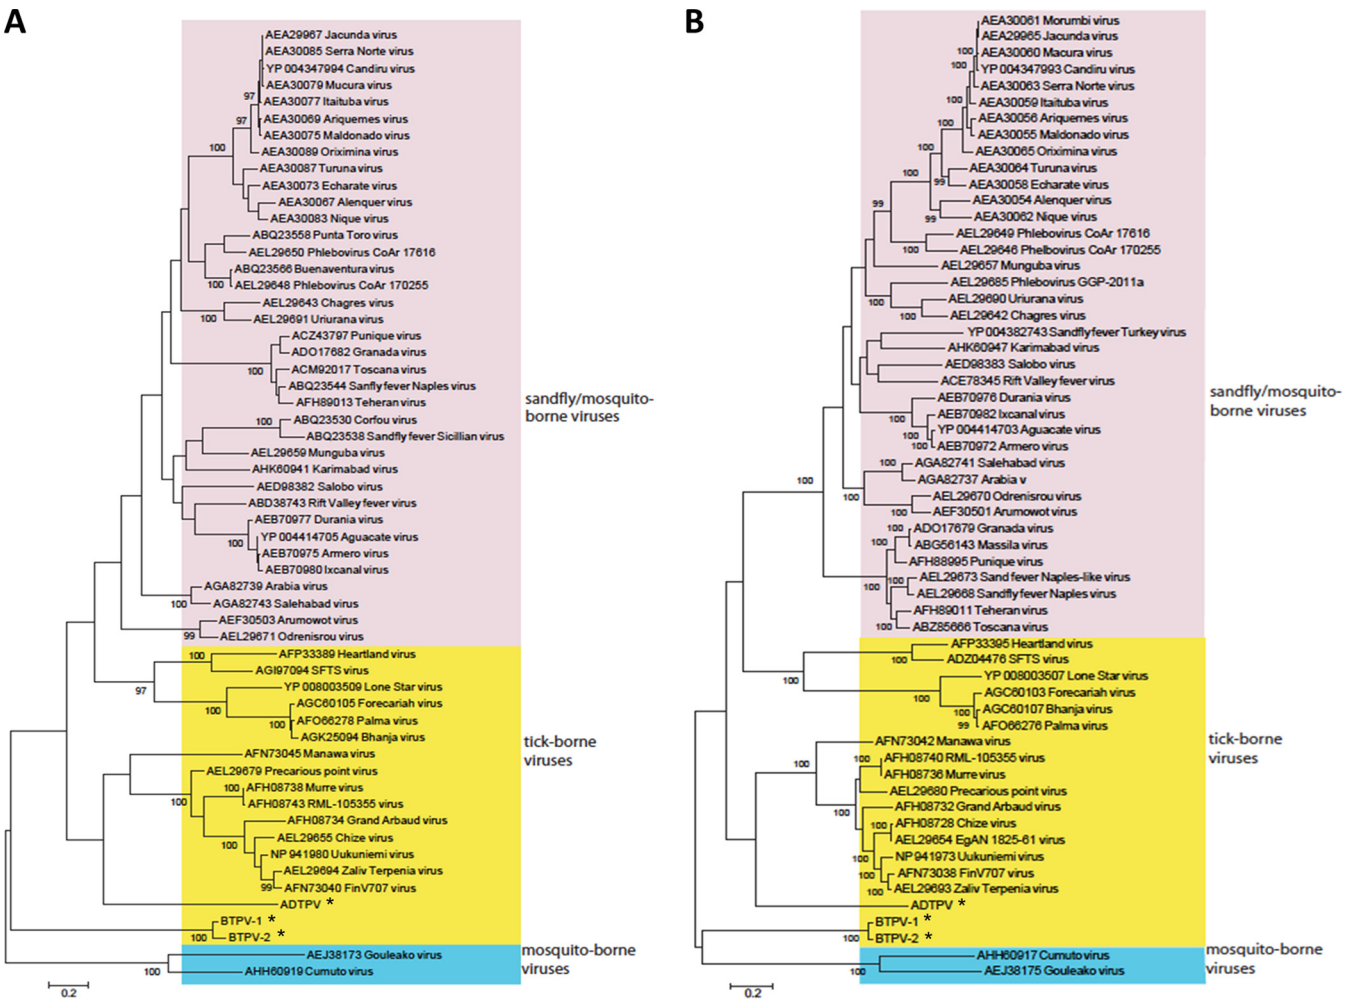 A
AEA29967 Jacunda virus
AEA30085 Serra Norte virus
YP 004347994 Candiru virus
AEA30079 Mucura virus
97
AEA30077 Itaituba virus
AEA30069 Ariquemes virus
97
AEA30075 Maldonado virus
100
AEA30089 Oriximina virus
AEA30087 Turuna virus
AEA30073 Echarate virus
AEA30067 Alenquer virus
AEA30083 Nique virus
ABQ23558 Punta Toro virus
AEL29650 Phlebovirus CoAr 17616
ABQ23566 Buenaventura virus
100
AEL29648 Phlebovirus CoAr 170255
AEL29643 Chagres virus
100
AEL29691 Uriurana virus
ACZ43797 Punique virus
ADO17682 Granada virus
100
ACM92017 Toscana virus
ABQ23544 Sanfly fever Naples virus
AFH89013 Teheran virus
100
ABQ23530 Corfou virus
ABQ23538 Sandfly fever Sicillian virus
AEL29659 Munguba virus
AHK60941 Karimabad virus
AED98382 Salobo virus
ABD38743 Rift Valley fever virus
AEB70977 Durania virus
YP 004414705 Aguacate virus
100
AEB70975 Armero virus
AEB70980 Ixcanal virus
AGA82739 Arabia virus
100
AGA82743 Salehabad virus
AEF30503 Arumowot virus
99
AEL29671 Odrenisrou virus
sandfly/mosquito-
borne viruses
100
AFP33389 Heartland virus
AGI97094 SFTS virus
97
YP 008003509 Lone Star virus
AGC60105 Forecariah virus
100
AFO66278 Palma virus
100
AGK25094 Bhanja virus
AFN73045 Manawa virus
AEL29679 Precarious point virus
100
AFH08738 Murre virus
100
AFH08743 RML-105355 virus
AFH08734 Grand Arbaud virus
AEL29655 Chize virus
100
NP 941980 Uukuniemi virus
AEL29694 Zaliv Terpenia virus
99
AFN73040 FinV707 virus
ADTPV *
BTPV-1 *
100
BTPV-2 *
tick-borne
viruses
AEJ38173 Gouleako virus
100
AHH60919 Cumuto virus
mosquito-borne
viruses
0.2
B
AEA30061 Morumbi virus
AEA29965 Jacunda virus
100
AEA30060 Macura virus
100
YP 004347993 Candiru virus
AEA30063 Serra Norte virus
100
AEA30059 Itaituba virus
100
AEA30056 Ariquemes virus
AEA30055 Maldonado virus
100
AEA30065 Oriximina virus
100
AEA30064 Turuna virus
99
AEA30058 Echarate virus
99
AEA30054 Alenquer virus
99
AEA30062 Nique virus
AEL29649 Phlebovirus CoAr 17616
100
AEL29646 Phelbovirus CoAr 170255
AEL29657 Munguba virus
AEL29685 Phlebovirus GGP-2011a
100
AEL29690 Uriurana virus
100
AEL29642 Chagres virus
YP 004382743 Sandfly fever Turkey virus
AHK60947 Karimabad virus
AED98383 Salobo virus
ACE78345 Rift Valley fever virus
AEB70976 Durania virus
100
AEB70982 Ixcanal virus
100
YP 004414703 Aguacate virus
100
AEB70972 Armero virus
100
AGA82741 Salehabad virus
100
AGA82737 Arabia v
100
AEL29670 Odrenisrou virus
100
AEF30501 Arumowot virus
100
ADO17679 Granada virus
100
ABG56143 Massila virus
AFH88995 Punique virus
100
AEL29673 Sand fever Naples-like virus
100
AEL29668 Sandfly fever Naples virus
AFH89011 Teheran virus
100
ABZ85666 Toscana virus
sandfly/mosquito-
borne viruses
AFP33395 Heartland virus
100
ADZ04476 SFTS virus
100
YP 008003507 Lone Star virus
100
AGC60103 Forecariah virus
100
AGC60107 Bhanja virus
99
AFO66276 Palma virus
AFN73042 Manawa virus
100
AFH08740 RML-105355 virus
100
AFH08736 Murre virus
AEL29680 Precarious point virus
100
AFH08732 Grand Arbaud virus
100
AFH08728 Chize virus
AEL29654 EgAN 1825-61 virus
100
NP 941973 Uukuniemi virus
100
AFN73038 FinV707 virus
100
AEL29693 Zaliv Terpenia virus
ADTPV *
BTPV-1 *
100
BTPV-2 *
tick-borne
viruses
AHH60917 Cumuto virus
100
AEJ38175 Gouleako virus
mosquito-borne
viruses
0.2